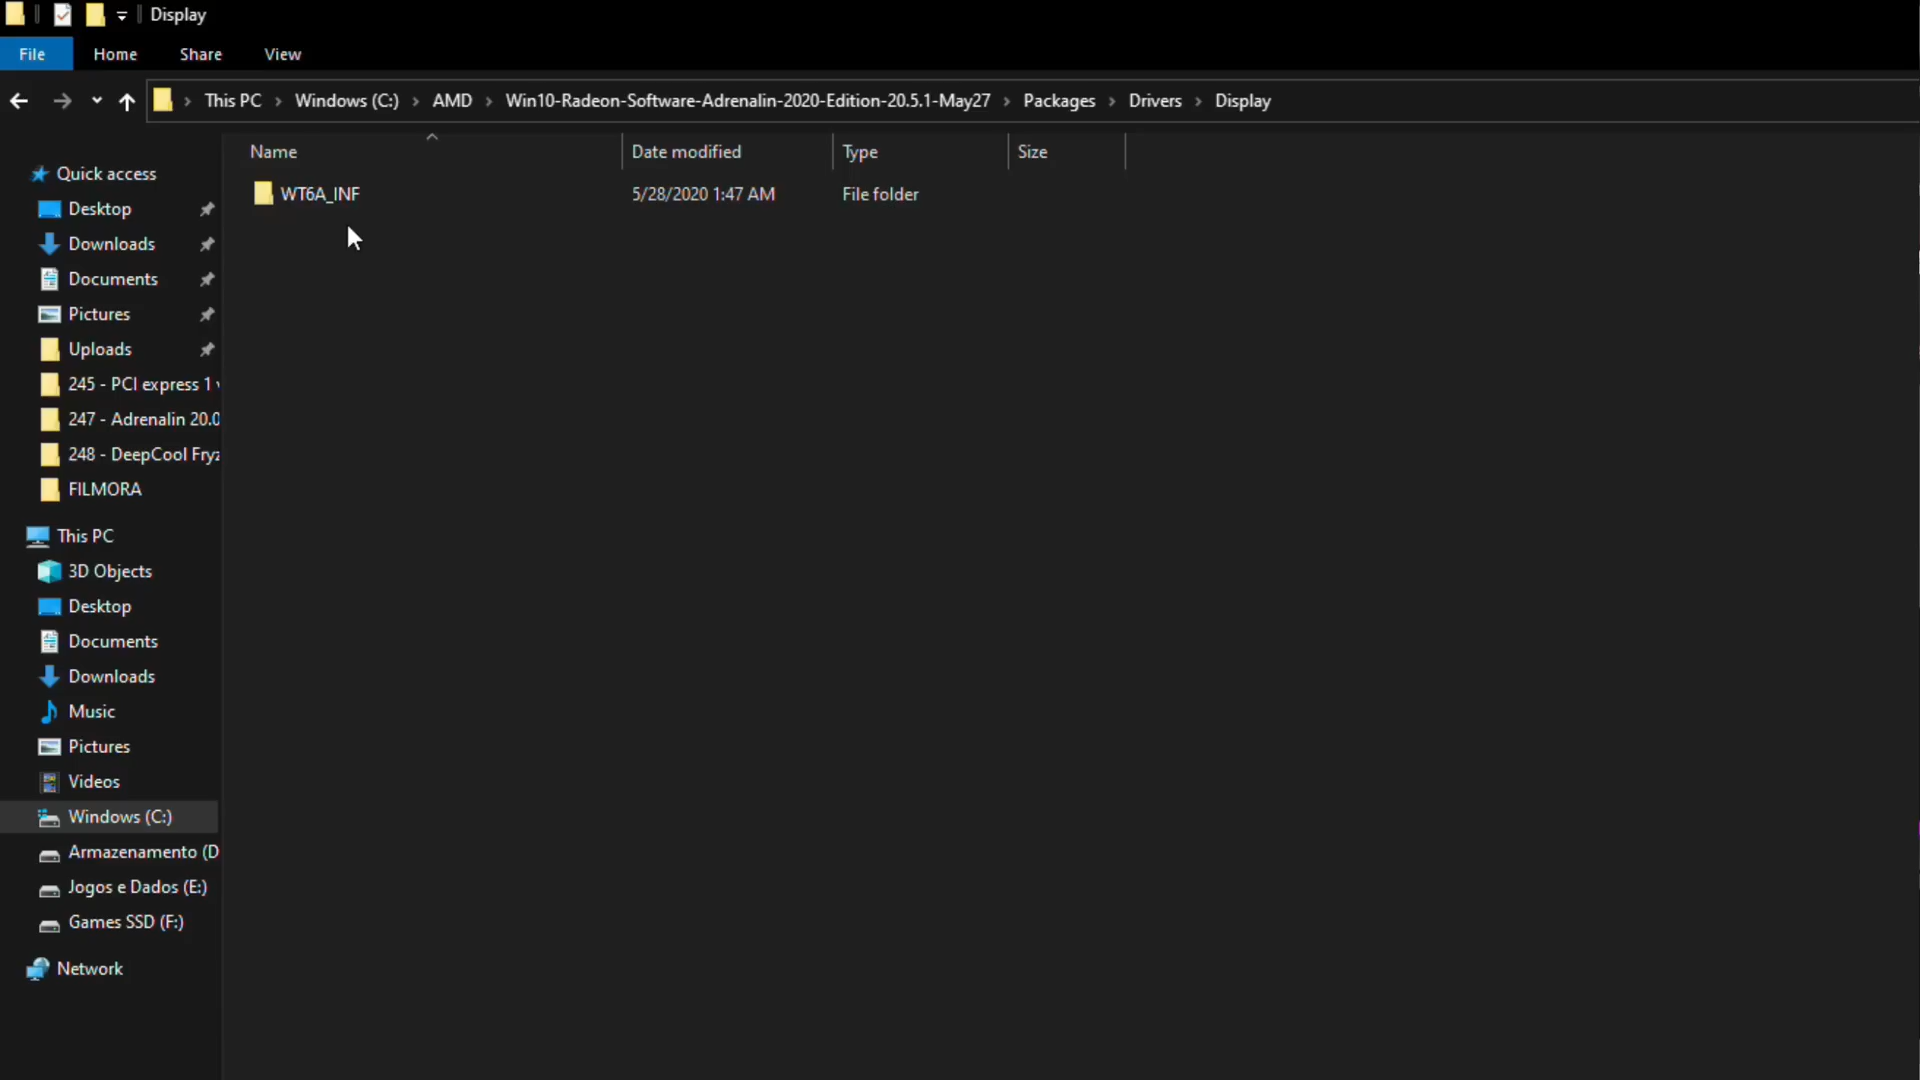 Display
File Home Share View
This PC Windows (C:) AMD Win10-Radeon-Software-Adrenalin-2020-Edition-20.5.1-May27 Packages Drivers Display
Name Date modified Type Size
WT6A_INF 5/28/2020 1:47 AM File folder
Quick access
Desktop
Downloads
Documents
Pictures
Uploads
245 - PCI express 1
247 - Adrenalin 20.0
248 - DeepCool Fryz
FILMORA
This PC
3D Objects
Desktop
Documents
Downloads
Music
Pictures
Videos
Windows (C:)
Armazenamento (D
Jogos e Dados (E:)
Games SSD (F:)
Network